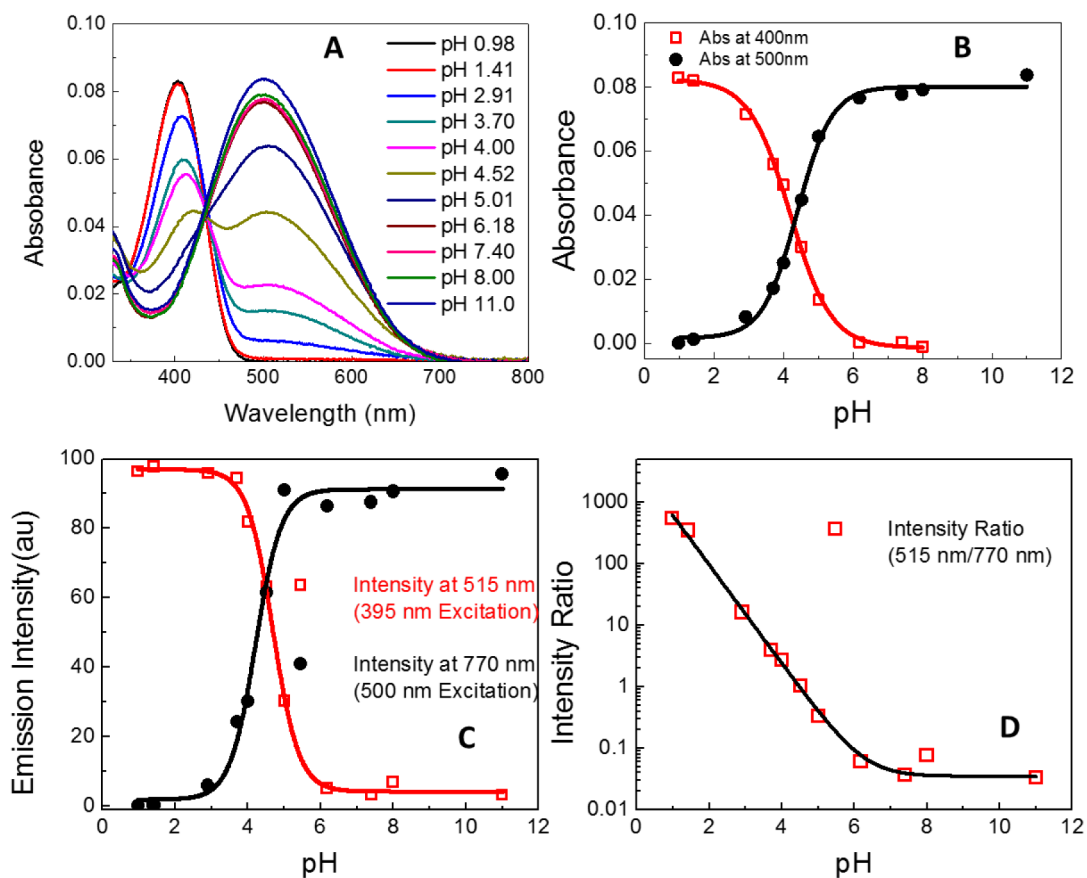 A
pH 0.98
pH 1.41
pH 2.91
pH 3.70
pH 4.00
pH 4.52
pH 5.01
pH 6.18
pH 7.40
pH 8.00
pH 11.0
0.10
0.08
0.06
0.04
0.02
0.00
Absobance
400 500 600 700 800
Wavelength (nm)
B
Abs at 400nm
Abs at 500nm
0.10
0.08
0.06
0.04
0.02
0.00
Absorbance
0 2 4 6 8 10 12
pH
100
80
60
40
20
0
Emission Intensity(au)
Intensity at 515 nm
(395 nm Excitation)
Intensity at 770 nm
(500 nm Excitation)
C
0 2 4 6 8 10 12
pH
1000
100
10
1
0.1
0.01
Intensity Ratio
Intensity Ratio
(515 nm/770 nm)
D
0 2 4 6 8 10 12
pH